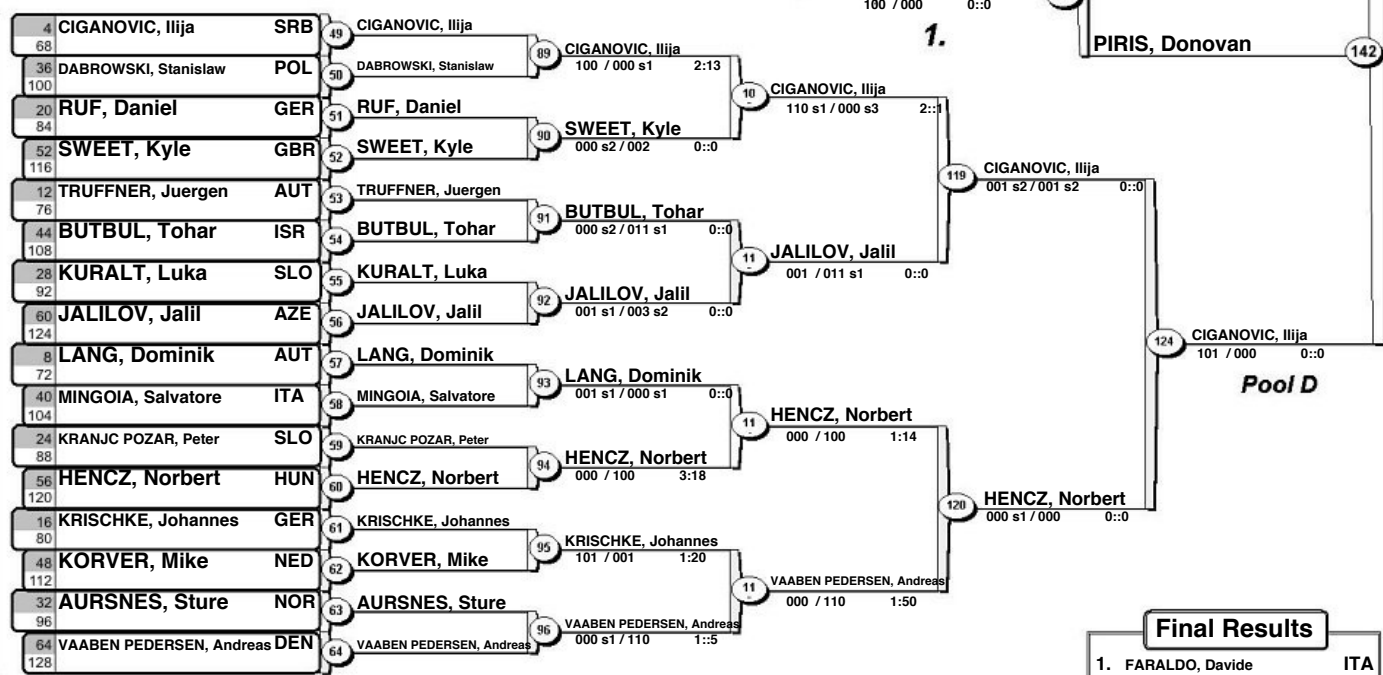 100 / 000 0::0
1.
PIRIS, Donovan 142
4 68 CIGANOVIC, Ilija SRB 49 CIGANOVIC, Ilija
89 CIGANOVIC, Ilija
100 / 000 s1 2:13
36 100 DABROWSKI, Stanislaw POL 50 DABROWSKI, Stanislaw
10 CIGANOVIC, Ilija
110 s1 / 000 s3 2::1
20 84 RUF, Daniel GER 51 RUF, Daniel
90 SWEET, Kyle
000 s2 / 002 0::0
52 116 SWEET, Kyle GBR 52 SWEET, Kyle
119 CIGANOVIC, Ilija
001 s2 / 001 s2 0::0
12 76 TRUFFNER, Juergen AUT 53 TRUFFNER, Juergen
91 BUTBUL, Tohar
000 s2 / 011 s1 0::0
44 108 BUTBUL, Tohar ISR 54 BUTBUL, Tohar
11 JALILOV, Jalil
001 / 011 s1 0::0
28 92 KURALT, Luka SLO 55 KURALT, Luka
92 JALILOV, Jalil
001 s1 / 003 s2 0::0
60 124 JALILOV, Jalil AZE 56 JALILOV, Jalil
124 CIGANOVIC, Ilija
101 / 000 0::0
Pool D
8 72 LANG, Dominik AUT 57 LANG, Dominik
93 LANG, Dominik
001 s1 / 000 s1 0::0
40 104 MINGOIA, Salvatore ITA 58 MINGOIA, Salvatore
11 HENCZ, Norbert
000 / 100 1:14
24 88 KRANJC POZAR, Peter SLO 59 KRANJC POZAR, Peter
94 HENCZ, Norbert
000 / 100 3:18
56 120 HENCZ, Norbert HUN 60 HENCZ, Norbert
120 HENCZ, Norbert
000 s1 / 000 0::0
16 80 KRISCHKE, Johannes GER 61 KRISCHKE, Johannes
95 KRISCHKE, Johannes
101 / 001 1:20
48 112 KORVER, Mike NED 62 KORVER, Mike
11 VAABEN PEDERSEN, Andreas
000 / 110 1:50
32 96 AURSNES, Sture NOR 63 AURSNES, Sture
96 VAABEN PEDERSEN, Andreas
000 s1 / 110 1::5
64 128 VAABEN PEDERSEN, Andreas DEN 64 VAABEN PEDERSEN, Andreas
Final Results
1. FARALDO, Davide ITA